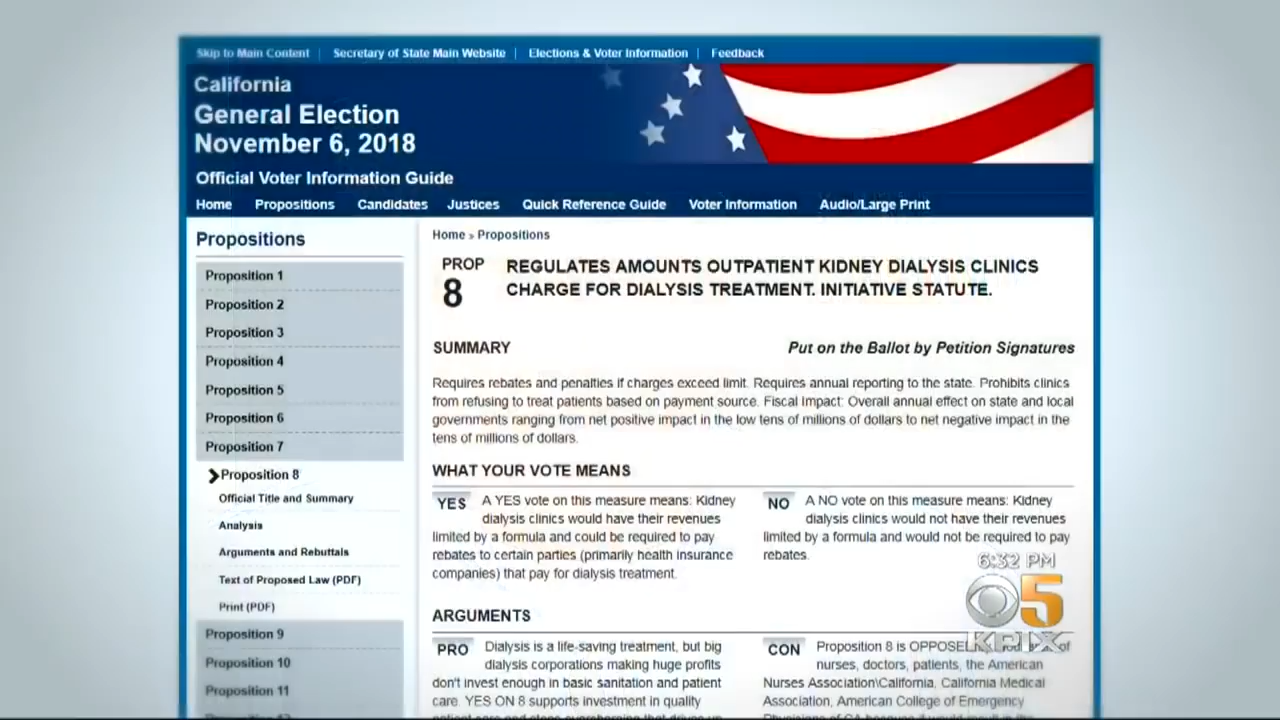 Skip to Main Content | Secretary of State Main Website | Elections & Voter Information | Feedback
California
General Election
November 6, 2018
Official Voter Information Guide
Home Propositions Candidates Justices Quick Reference Guide Voter Information Audio/Large Print
Propositions
Proposition 1
Proposition 2
Proposition 3
Proposition 4
Proposition 5
Proposition 6
Proposition 7
Proposition 8
Official Title and Summary
Analysis
Arguments and Rebuttals
Text of Proposed Law (PDF)
Print (PDF)
Proposition 9
Proposition 10
Proposition 11
Home » Propositions
PROP
8
REGULATES AMOUNTS OUTPATIENT KIDNEY DIALYSIS CLINICS
CHARGE FOR DIALYSIS TREATMENT. INITIATIVE STATUTE.
SUMMARY
Put on the Ballot by Petition Signatures
Requires rebates and penalties if charges exceed limit. Requires annual reporting to the state. Prohibits clinics
from refusing to treat patients based on payment source. Fiscal Impact: Overall annual effect on state and local
governments ranging from net positive impact in the low tens of millions of dollars to net negative impact in the
tens of millions of dollars.
WHAT YOUR VOTE MEANS
YES A YES vote on this measure means: Kidney
dialysis clinics would have their revenues
limited by a formula and could be required to pay
rebates to certain parties (primarily health insurance
companies) that pay for dialysis treatment.
NO A NO vote on this measure means: Kidney
dialysis clinics would not have their revenues
limited by a formula and would not be required to pay
rebates.
ARGUMENTS
PRO Dialysis is a life-saving treatment, but big
dialysis corporations making huge profits
don't invest enough in basic sanitation and patient
care. YES ON 8 supports investment in quality
CON Proposition 8 is of
nurses, doctors, patients, the American
Nurses Association\California, California Medical
Association, American College of Emergency
6:32 PM
5
KPIX